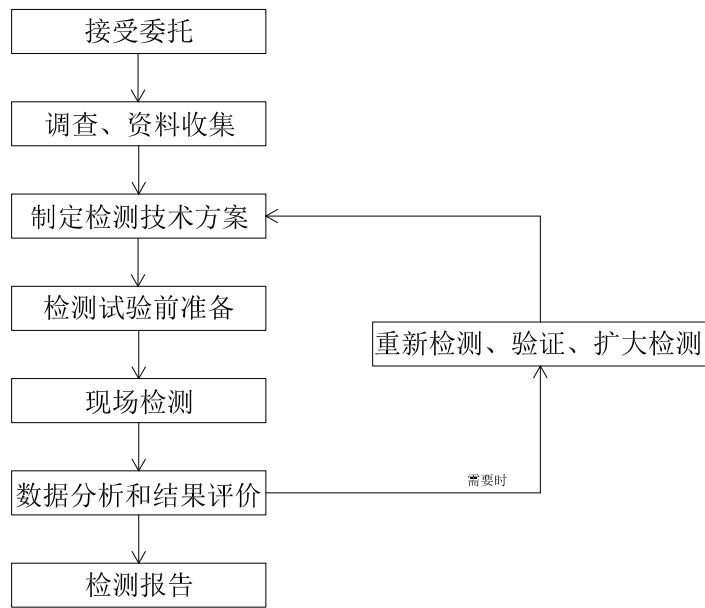 接受委托
调查、资料收集
制定检测技术方案
检测试验前准备
重新检测、验证、扩大检测
现场检测
数据分析和结果评价
需要时
检测报告